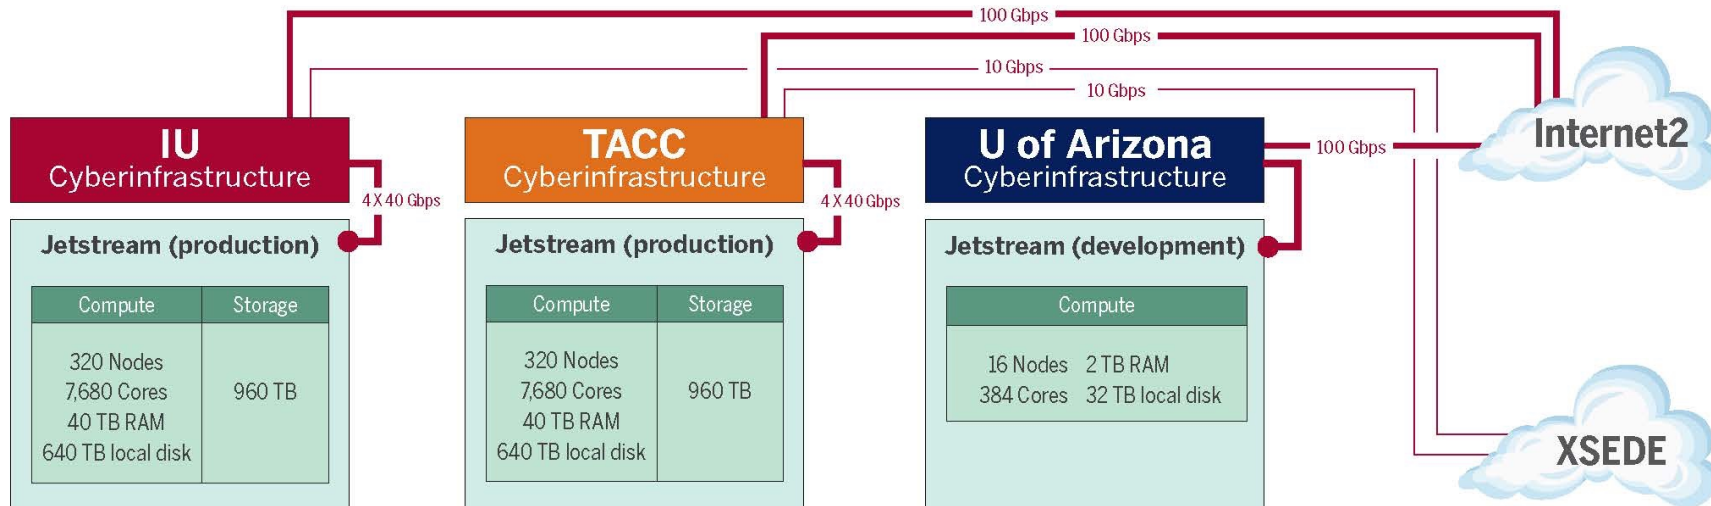 100 Gbps
100 Gbps
10 Gbps
10 Gbps
IU
Cyberinfrastructure
4 X 40 Gbps
Jetstream (production)
Compute
Storage
320 Nodes
7,680 Cores
40 TB RAM
640 TB local disk
960 TB
TACC
Cyberinfrastructure
4 X 40 Gbps
Jetstream (production)
Compute
Storage
320 Nodes
7,680 Cores
40 TB RAM
640 TB local disk
960 TB
U of Arizona
Cyberinfrastructure
100 Gbps
Jetstream (development)
Compute
16 Nodes 2 TB RAM
384 Cores 32 TB local disk
Internet2
XSEDE